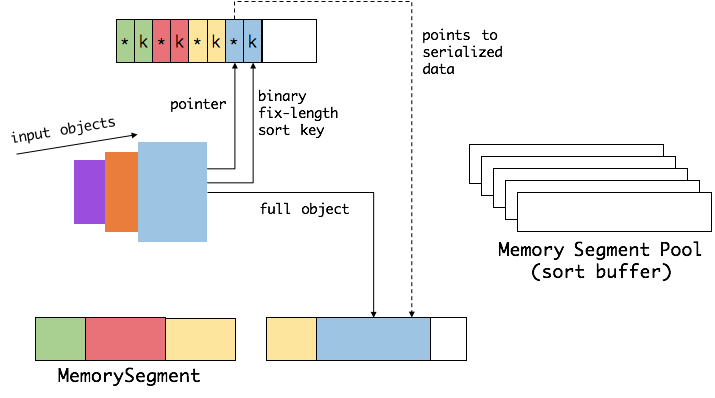 * k * k * k * k
points to
serialized
data
pointer
binary
fix-length
sort key
input objects
full object
Memory Segment Pool
(sort buffer)
MemorySegment